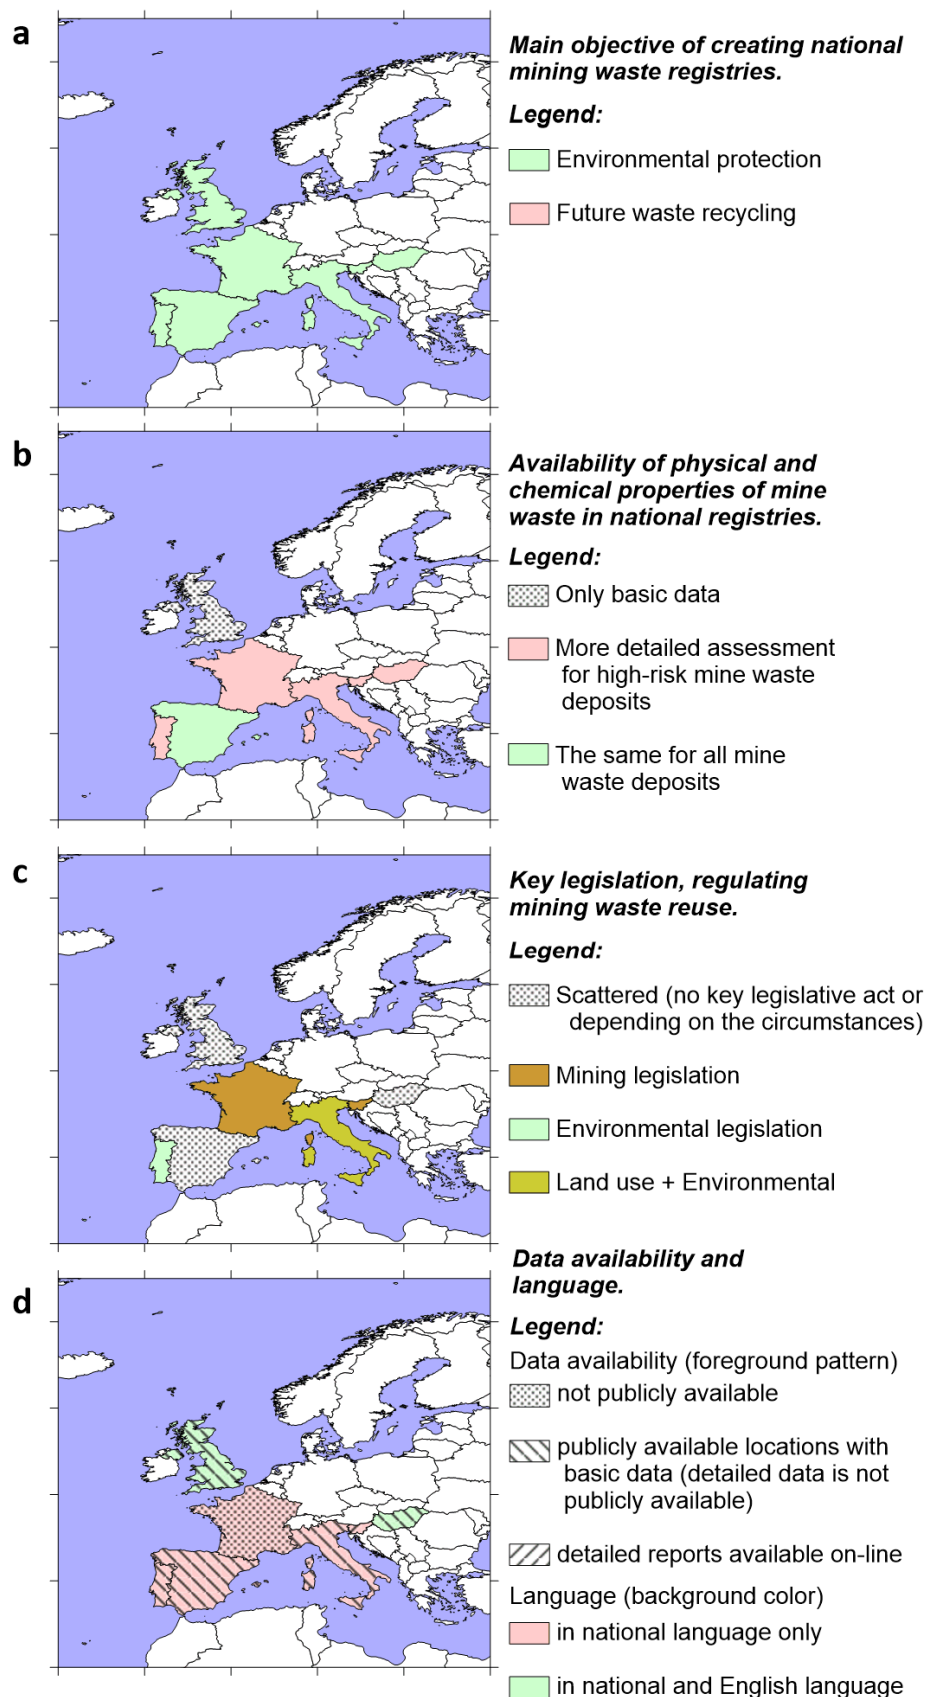 a
Main objective of creating national
mining waste registries.
Legend:
Environmental protection
Future waste recycling
b
Availability of physical and
chemical properties of mine
waste in national registries.
Legend:
Only basic data
More detailed assessment
for high-risk mine waste
deposits
The same for all mine
waste deposits
c
Key legislation, regulating
mining waste reuse.
Legend:
Scattered (no key legislative act or
depending on the circumstances)
Mining legislation
Environmental legislation
Land use + Environmental
d
Data availability and
language.
Legend:
Data availability (foreground pattern)
not publicly available
publicly available locations with
basic data (detailed data is not
publicly available)
detailed reports available on-line
Language (background color)
in national language only
in national and English language